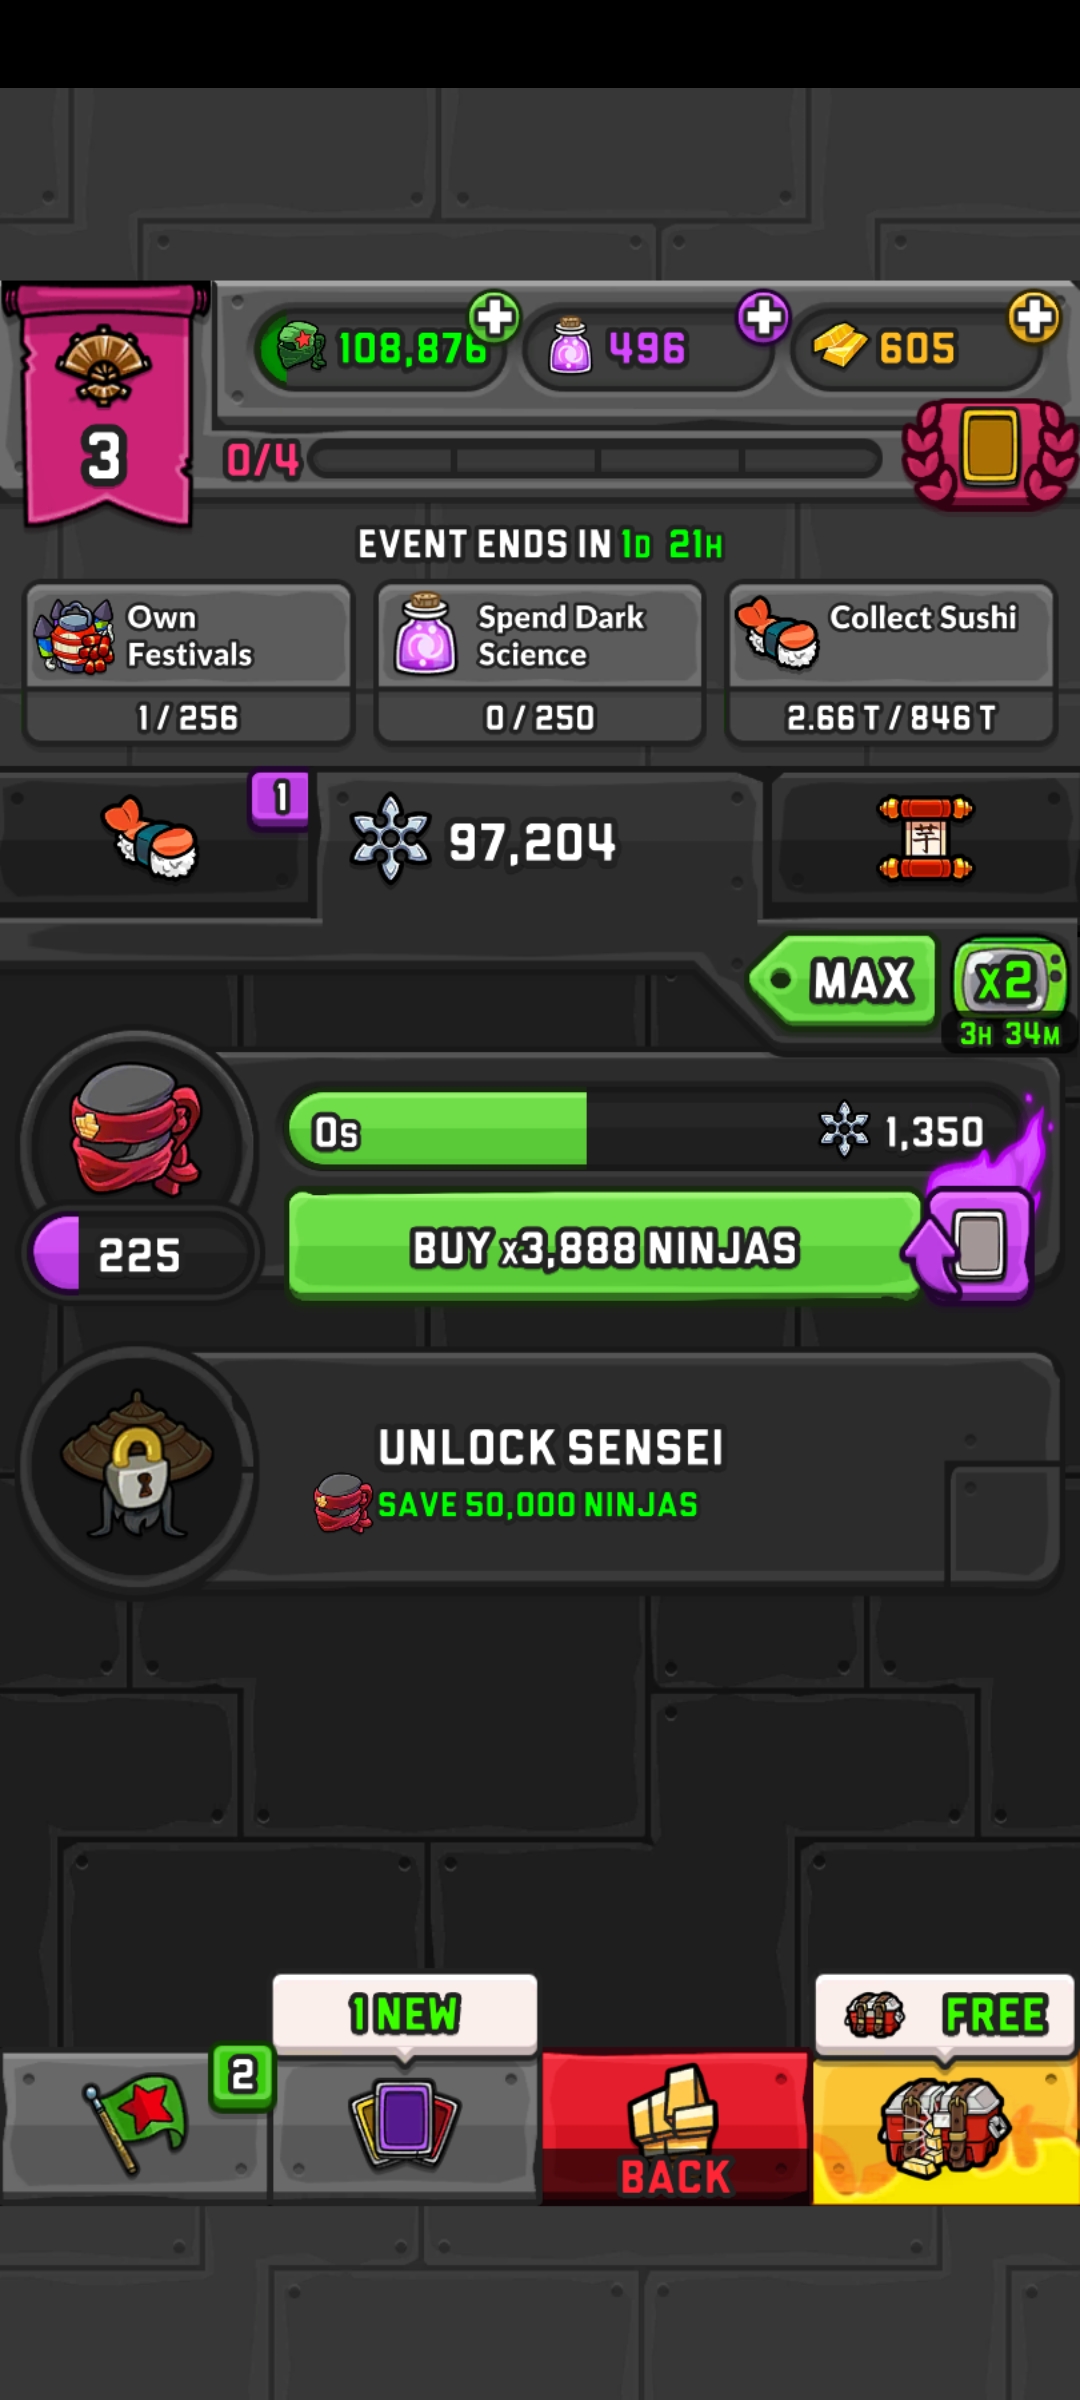 108,876
496
605
3
0/4
EVENT ENDS IN 1D 21H
Own
Festivals
1 / 256
Spend Dark
Science
0 / 250
Collect Sushi
2.66 T / 846 T
1
97,204
芋
MAX
x2
3H 34M
0s
1,350
225
BUY x3,888 NINJAS
UNLOCK SENSEI
SAVE 50,000 NINJAS
1 NEW
FREE
2
BACK